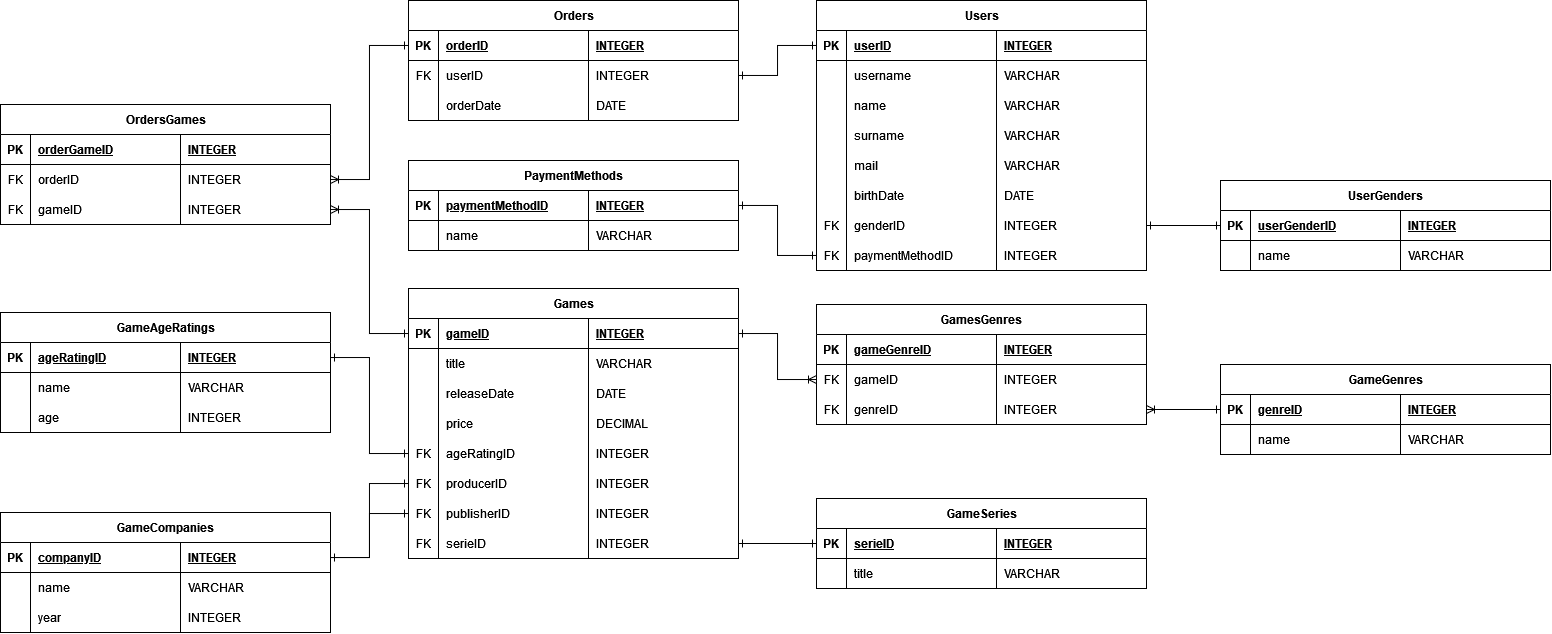 Orders
PK orderID INTEGER
FK userID INTEGER
orderDate DATE
Users
PK userID INTEGER
username VARCHAR
name VARCHAR
surname VARCHAR
mail VARCHAR
birthDate DATE
FK genderID INTEGER
FK paymentMethodID INTEGER
OrdersGames
PK orderGameID INTEGER
FK orderID INTEGER
FK gameID INTEGER
PaymentMethods
PK paymentMethodID INTEGER
name VARCHAR
UserGenders
PK userGenderID INTEGER
name VARCHAR
Games
PK gameID INTEGER
title VARCHAR
releaseDate DATE
price DECIMAL
FK ageRatingID INTEGER
FK producerID INTEGER
FK publisherID INTEGER
FK serieID INTEGER
GamesGenres
PK gameGenreID INTEGER
FK gameID INTEGER
FK genreID INTEGER
GameAgeRatings
PK ageRatingID INTEGER
name VARCHAR
age INTEGER
GameGenres
PK genreID INTEGER
name VARCHAR
GameCompanies
PK companyID INTEGER
name VARCHAR
year INTEGER
GameSeries
PK serieID INTEGER
title VARCHAR